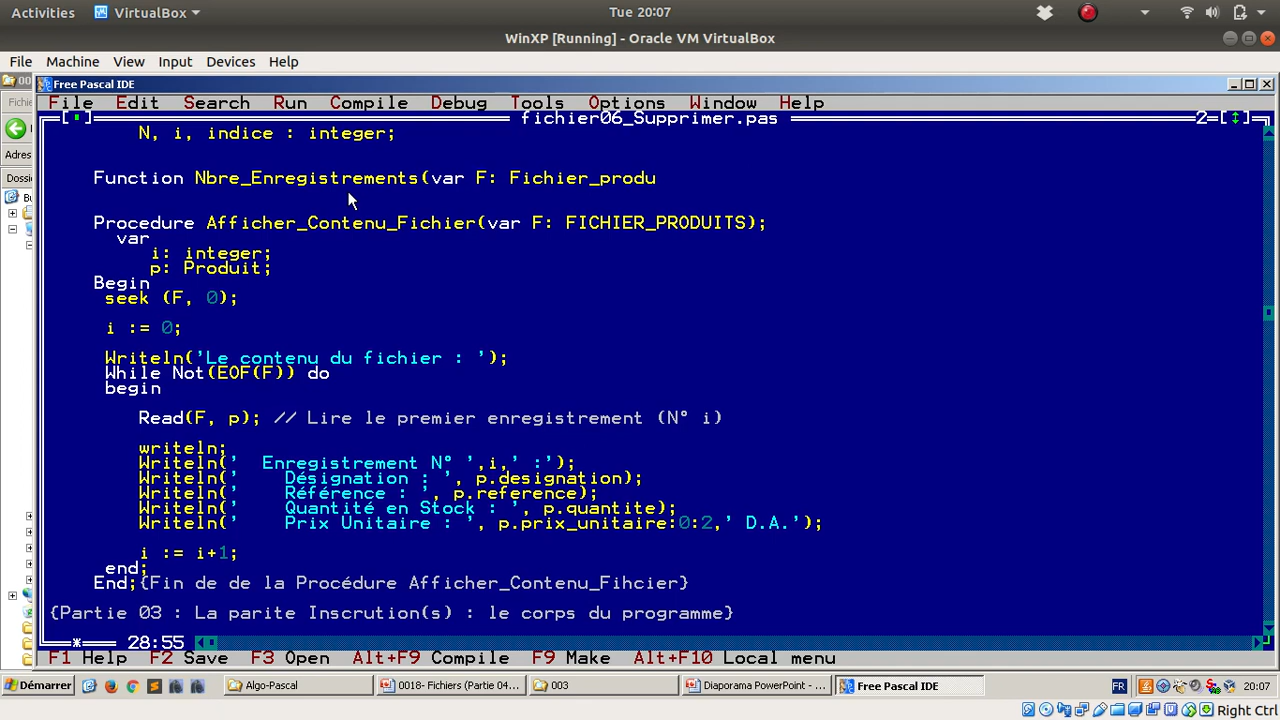 Activities VirtualBox Tue 20:07
WinXP [Running] - Oracle VM VirtualBox
File Machine View Input Devices Help
Free Pascal IDE
File Edit Search Run Compile Debug Tools Options Window Help
fichier06_Supprimer.pas 2
N, i, indice : integer;
Function Nbre_Enregistrements(var F: Fichier_produ
Procedure Afficher_Contenu_Fichier(var F: FICHIER_PRODUITS);
var
i: integer;
p: Produit;
Begin
seek (F, 0);
i := 0;
Writeln('Le contenu du fichier : ');
While Not(EOF(F)) do
begin
Read(F, p); // Lire le premier enregistrement (N° i)
writeln;
Writeln('  Enregistrement N° ',i,' :');
Writeln('    Désignation : ', p.designation);
Writeln('    Référence : ', p.reference);
Writeln('    Quantité en Stock : ', p.quantite);
Writeln('    Prix Unitaire : ', p.prix_unitaire:0:2,' D.A.');
i := i+1;
end;
End;{Fin de de la Procédure Afficher_Contenu_Fihcier}
{Partie 03 : La parite Inscrution(s) : le corps du programme}
28:55
F1 Help F2 Save F3 Open Alt+F9 Compile F9 Make Alt+F10 Local menu
Fichie
Adres
Dossie
Bu
Démarrer Algo-Pascal 0018- Fichiers (Partie 04... 003 Diaporama PowerPoint - ... Free Pascal IDE FR 20:07
Right Ctrl